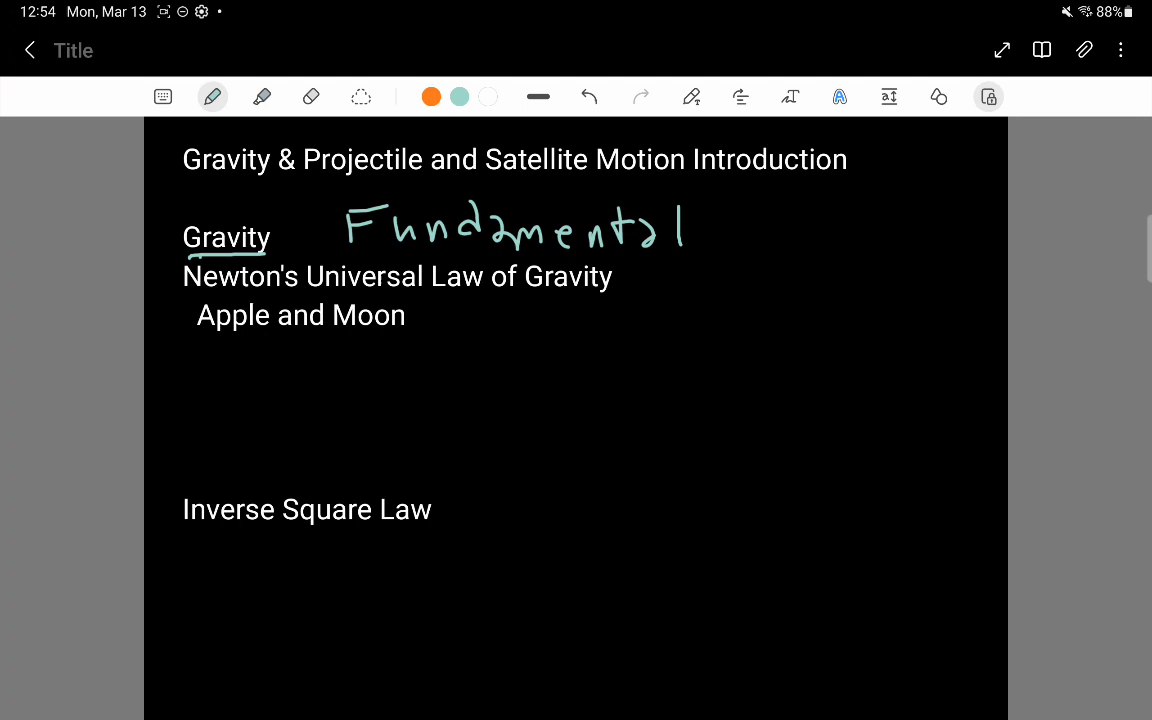 12:54 Mon, Mar 13 88%
Title
Gravity & Projectile and Satellite Motion Introduction
Gravity Fundamental
Newton's Universal Law of Gravity
Apple and Moon
Inverse Square Law